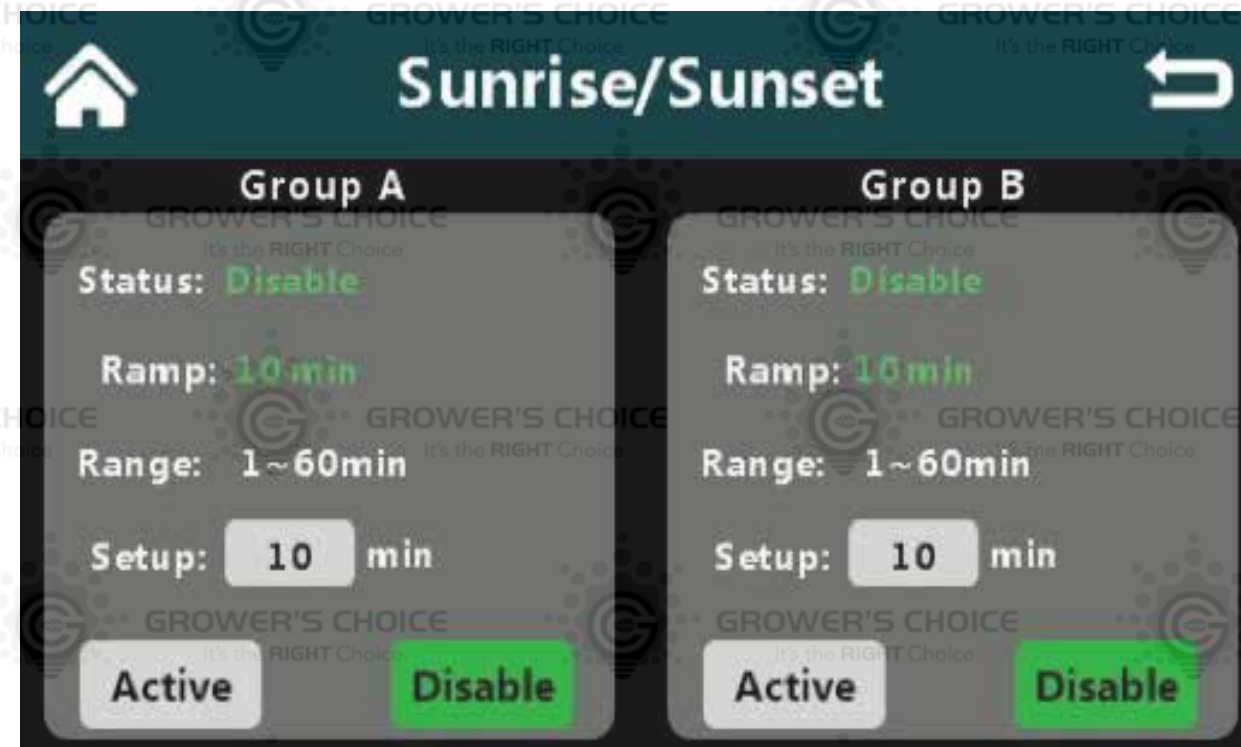 Sunrise/Sunset
Group A
Status: Disable
Ramp: 10 min
Range: 1~60min
Setup: 10 min
Active Disable
Group B
Status: Disable
Ramp: 10 min
Range: 1~60min
Setup: 10 min
Active Disable
GROWER'S CHOICE
It's the RIGHT Choice